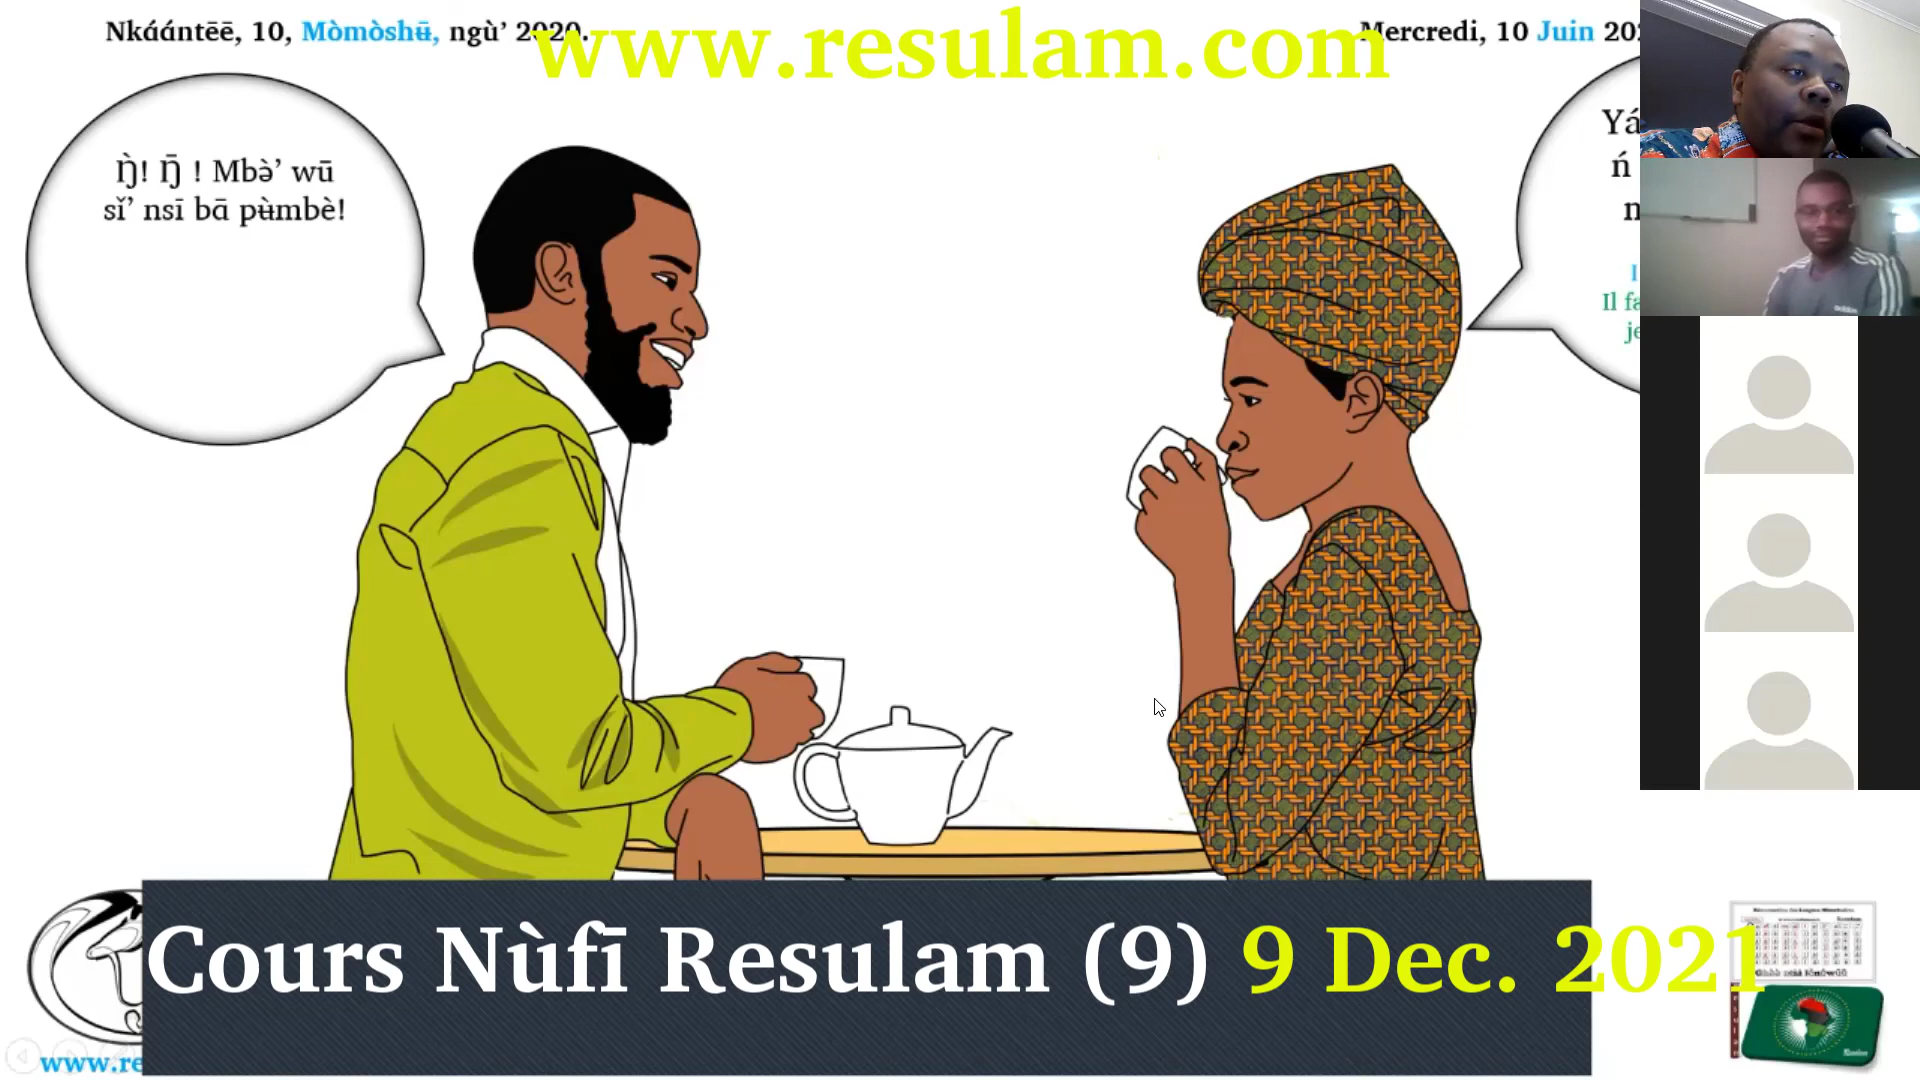 Nkáántēē, 10, Mòmòshʉ̄, ngù’ 2020.
www.resulam.com
Mercredi, 10 Juin
Ŋ̀! Ŋ̄ ! Mbə̀’ wū
sǐ’ nsī bā pʉ̀mbè!
ń
Il
Cours Nùfī Resulam (9) 9 Dec. 2021